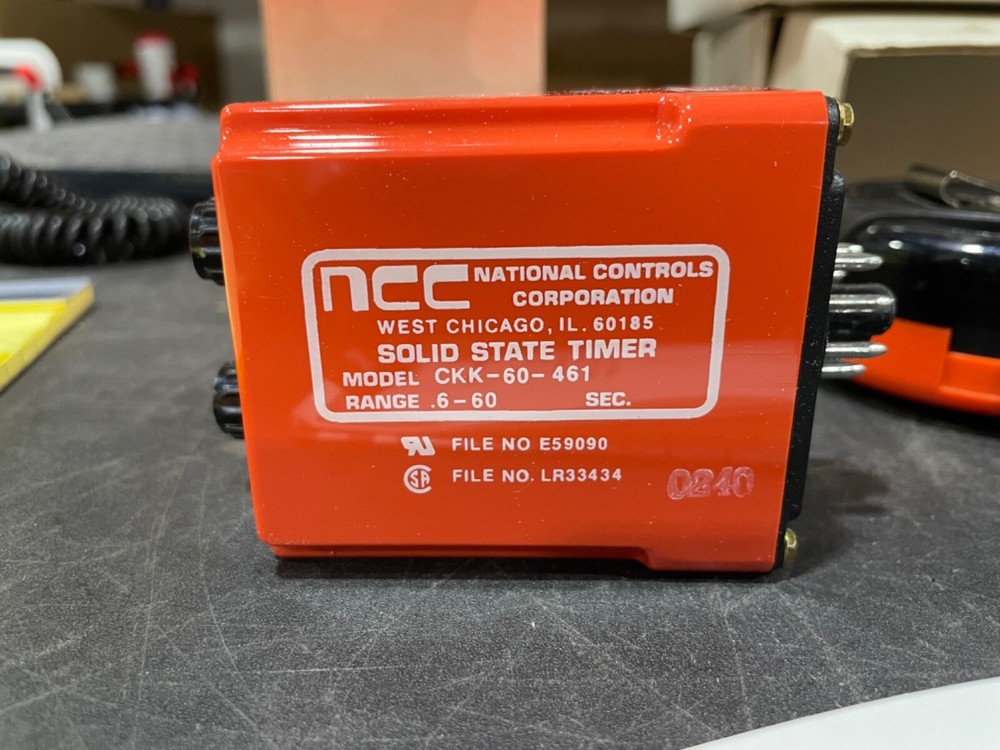 ncc NATIONAL CONTROLS
CORPORATION
WEST CHICAGO, IL. 60185
SOLID STATE TIMER
MODEL CKK-60-461
RANGE .6-60 SEC.
FILE NO E59090
FILE NO. LR33434
0240